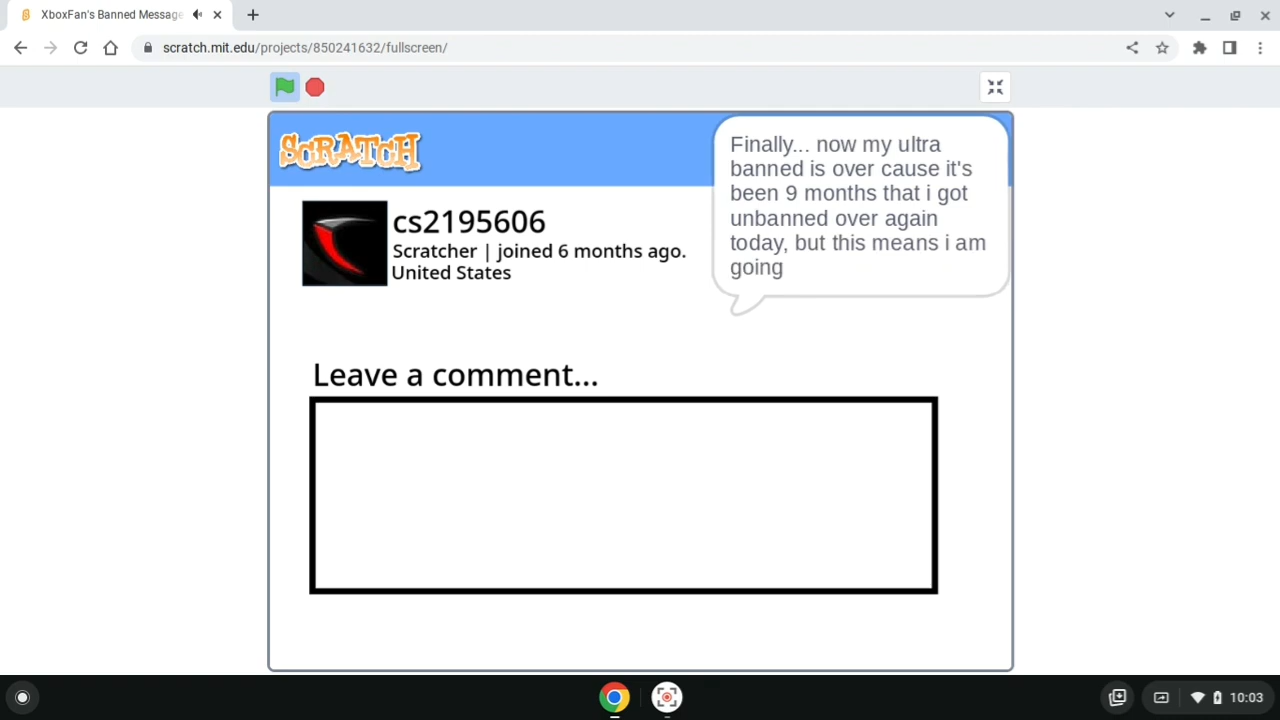 XboxFan's Banned Message
scratch.mit.edu/projects/850241632/fullscreen/
SCRATCH
Finally... now my ultra
banned is over cause it's
been 9 months that i got
unbanned over again
today, but this means i am
going
cs2195606
Scratcher | joined 6 months ago.
United States
Leave a comment...
10:03